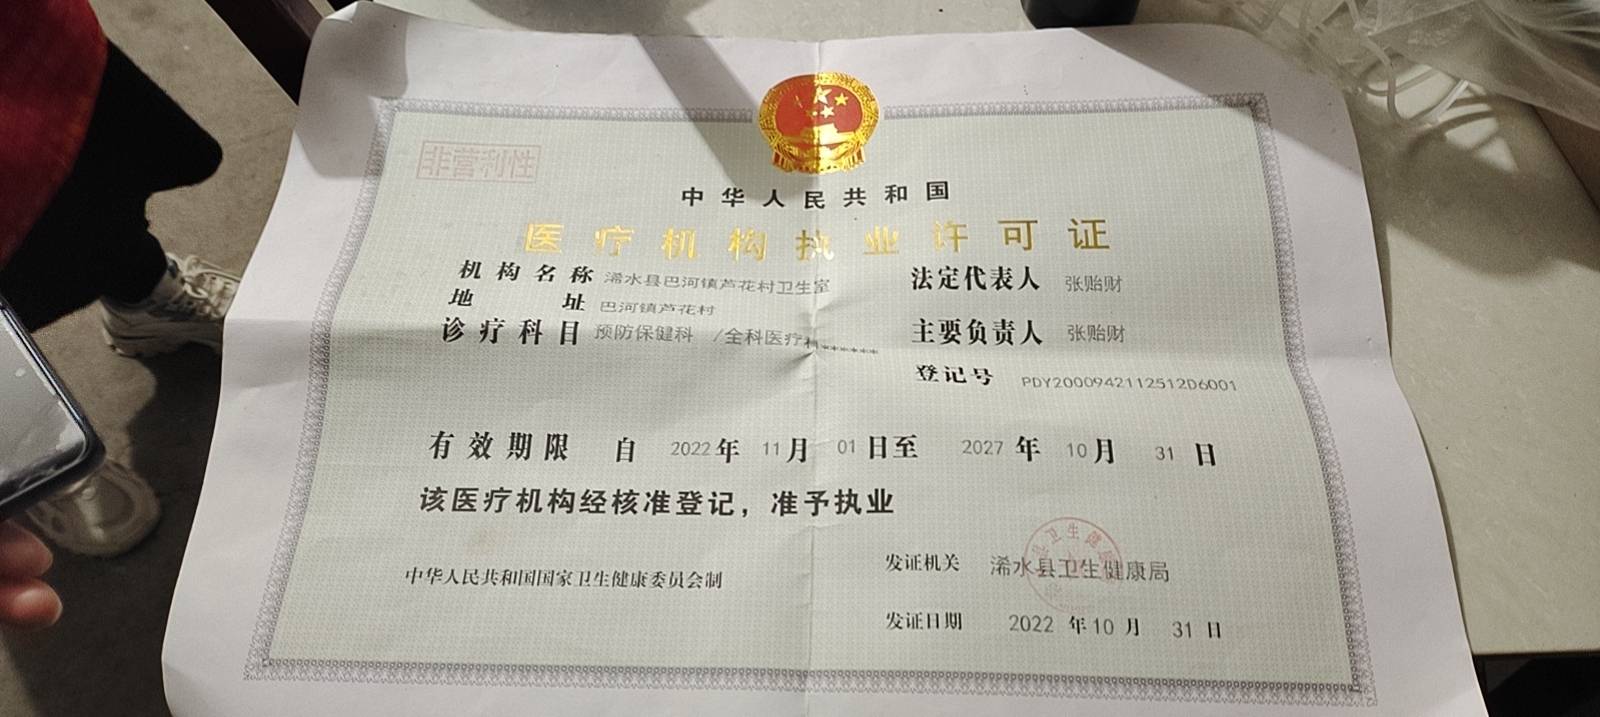 非营利性
中华人民共和国
医疗机构执业许可证
机构名称 浠水县巴河镇芦花村卫生室
法定代表人 张贻财
地址 巴河镇芦花村
诊疗科目 预防保健科 /全科医疗科******
主要负责人 张贻财
登记号 PDY2000942112512D6001
有效期限 自 2022年 11月 01日至 2027年 10月 31日
该医疗机构经核准登记，准予执业
中华人民共和国国家卫生健康委员会制
发证机关 浠水县卫生健康局
发证日期 2022年10月 31日